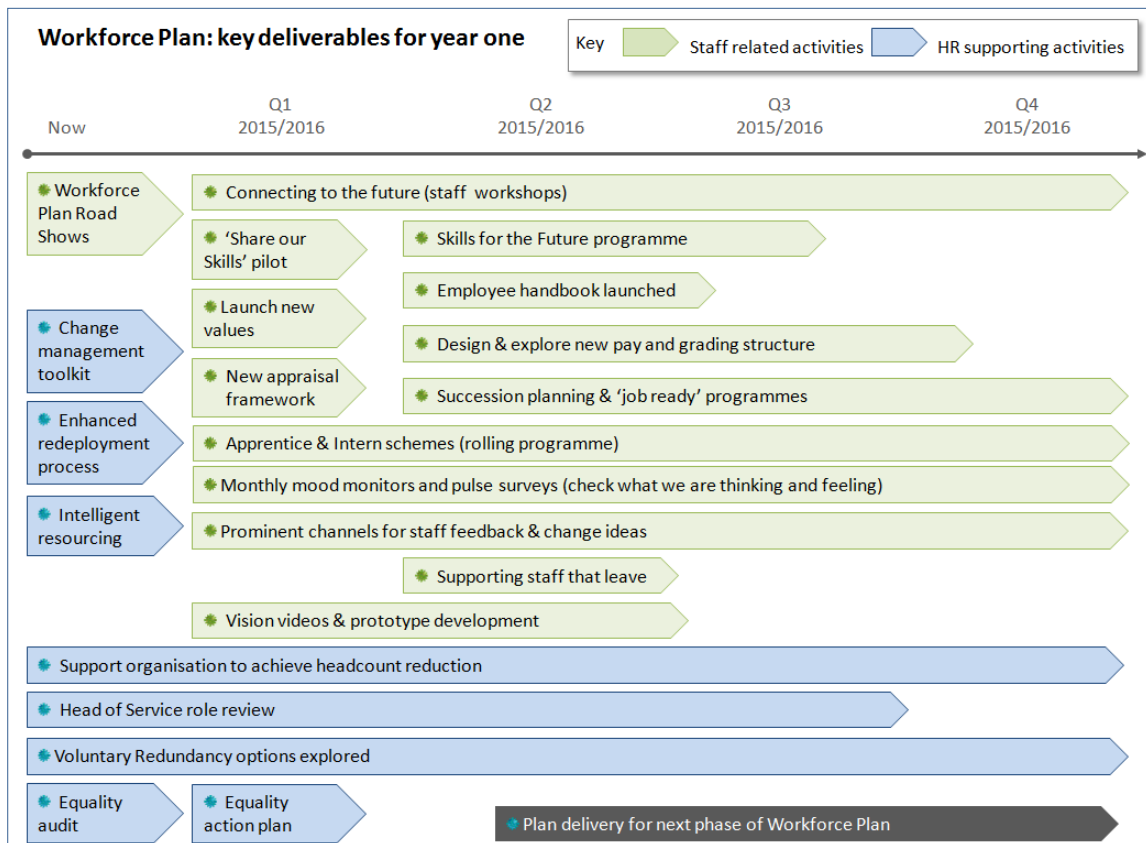 Workforce Plan: key deliverables for year one
Key
Staff related activities
HR supporting activities
Now
Q1
2015/2016
Q2
2015/2016
Q3
2015/2016
Q4
2015/2016
Workforce
Plan Road
Shows
Connecting to the future (staff workshops)
‘Share our
Skills’ pilot
Skills for the Future programme
Employee handbook launched
Launch new
values
Change
management
toolkit
Design & explore new pay and grading structure
New appraisal
framework
Succession planning & ‘job ready’ programmes
Enhanced
redeployment
process
Apprentice & Intern schemes (rolling programme)
Monthly mood monitors and pulse surveys (check what we are thinking and feeling)
Intelligent
resourcing
Prominent channels for staff feedback & change ideas
Supporting staff that leave
Vision videos & prototype development
Support organisation to achieve headcount reduction
Head of Service role review
Voluntary Redundancy options explored
Equality
audit
Equality
action plan
Plan delivery for next phase of Workforce Plan